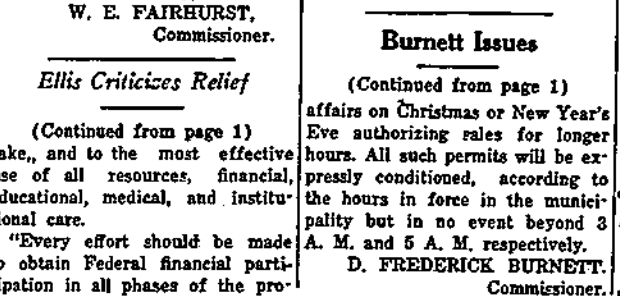 W. E. FAIRHURST,
Commissioner.
Ellis Criticizes Relief
(Continued from page 1)
ake,, and to the most effective
se of all resources, financial,
ducational, medical, and institu-
ional care.
"Every effort should be made
o obtain Federal financial parti-
ipation in all phases of the pro-
Burnett Issues
(Continued from page 1)
affairs on Christmas or New Year's
Eve authorizing rales for longer
hours. All such permits will be ex-
pressly conditioned, according to
the hours in force in the munici-
pality but in no event beyond 3
A. M. and 5 A. M. respectively.
D. FREDERICK BURNETT.
Commissioner.